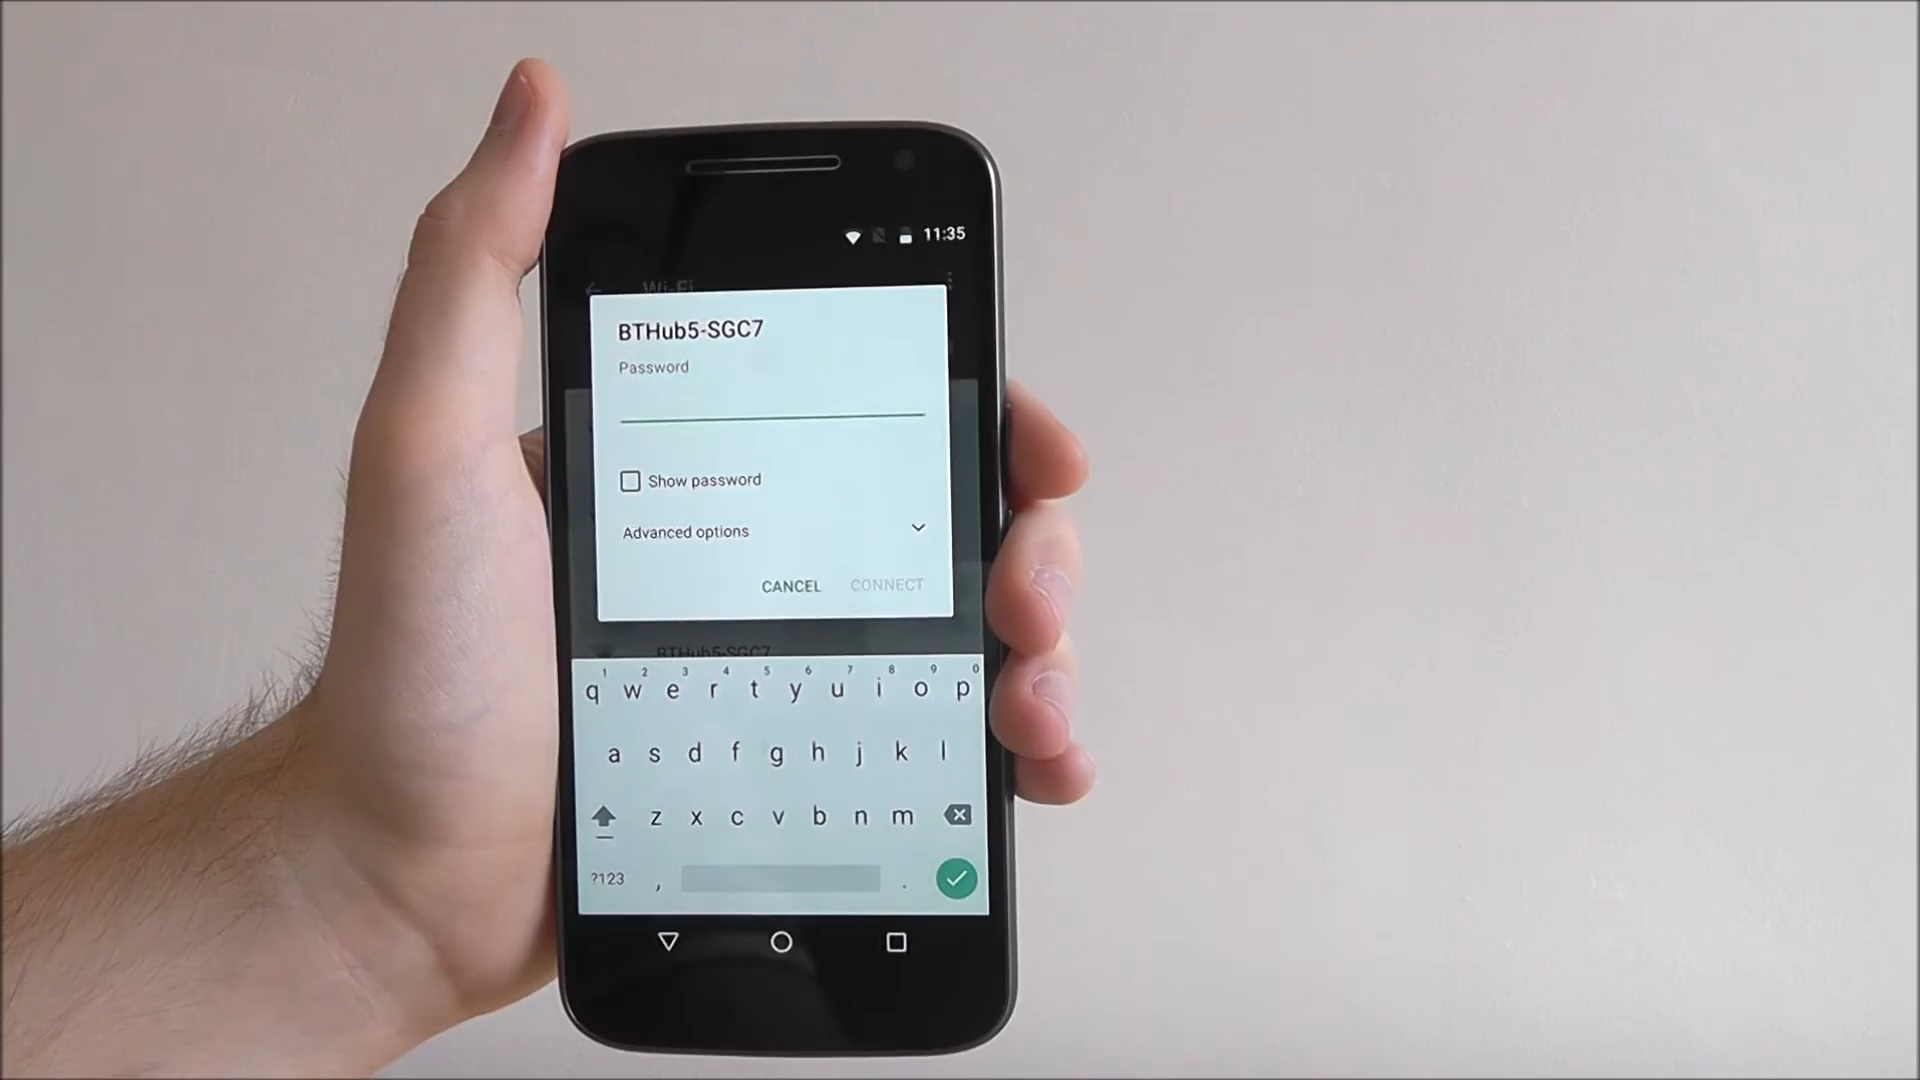 11:35
Wi-Fi
BTHub5-SGC7
Password
Show password
Advanced options
CANCEL CONNECT
BTHub5-SGC7
1 2 3 4 5 6 7 8 9 0
q w e r t y u i o p
a s d f g h j k l
z x c v b n m
?123 , .